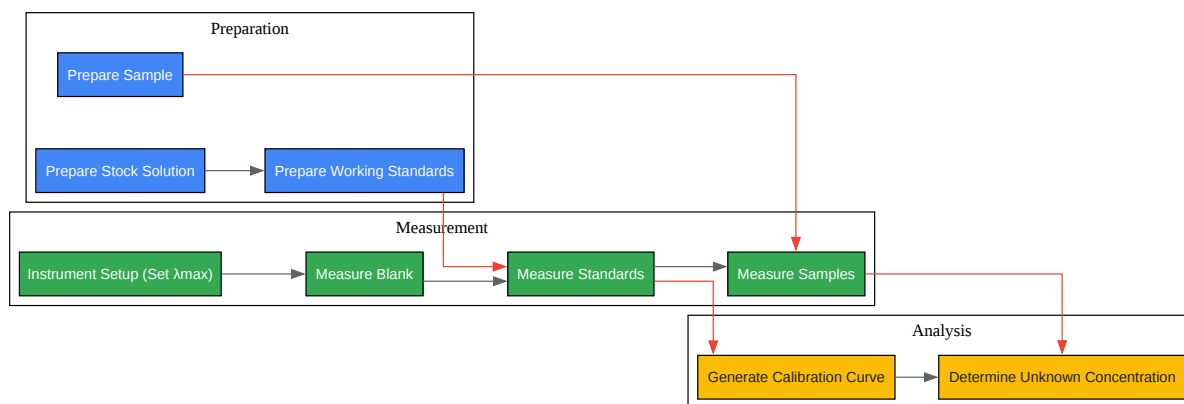 Preparation
Prepare Sample
Prepare Stock Solution
Prepare Working Standards
Measurement
Instrument Setup (Set λmax)
Measure Blank
Measure Standards
Measure Samples
Analysis
Generate Calibration Curve
Determine Unknown Concentration